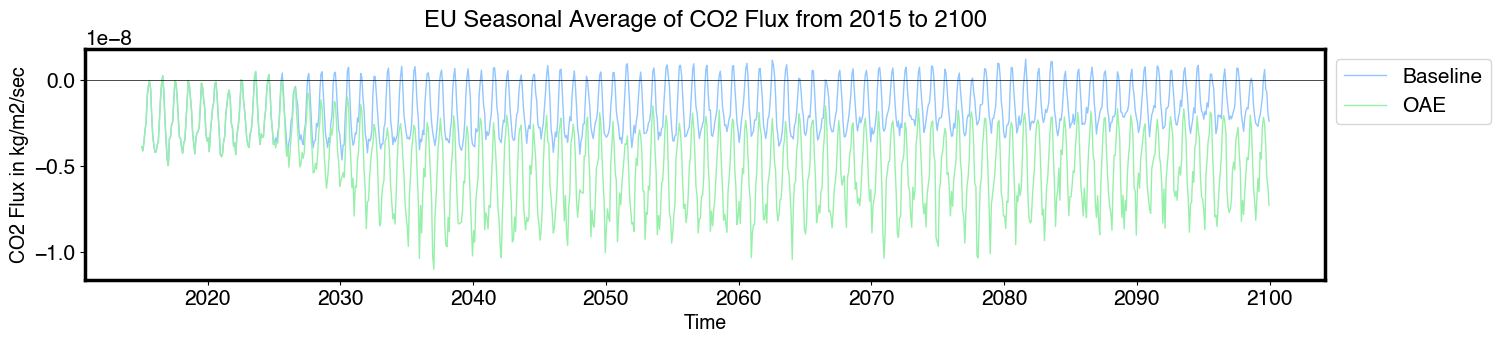 EU Seasonal Average of CO2 Flux from 2015 to 2100
1e−8
CO2 Flux in kg/m2/sec
0.0
−0.5
−1.0
2020 2030 2040 2050 2060 2070 2080 2090 2100
Time
Baseline
OAE